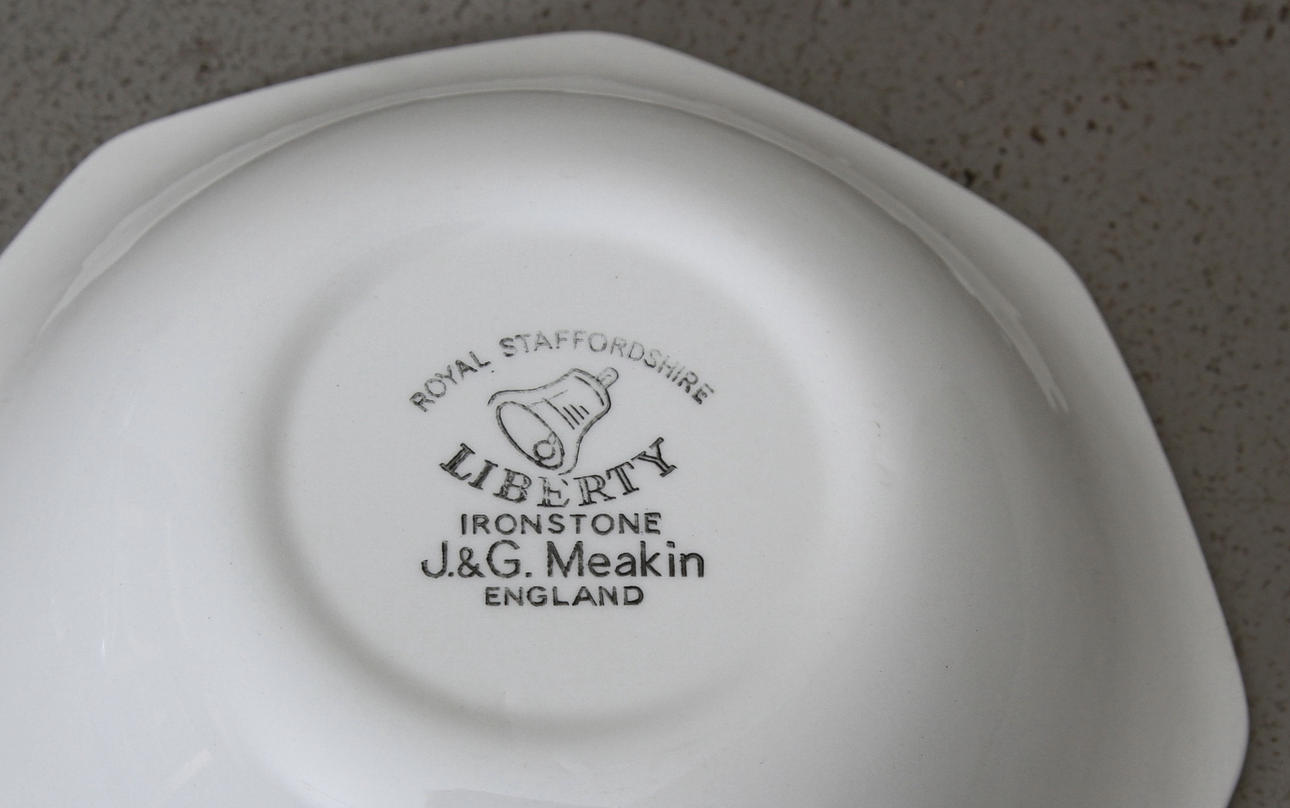 ROYAL STAFFORDSHIRE
LIBERTY
IRONSTONE
J.&G. Meakin
ENGLAND